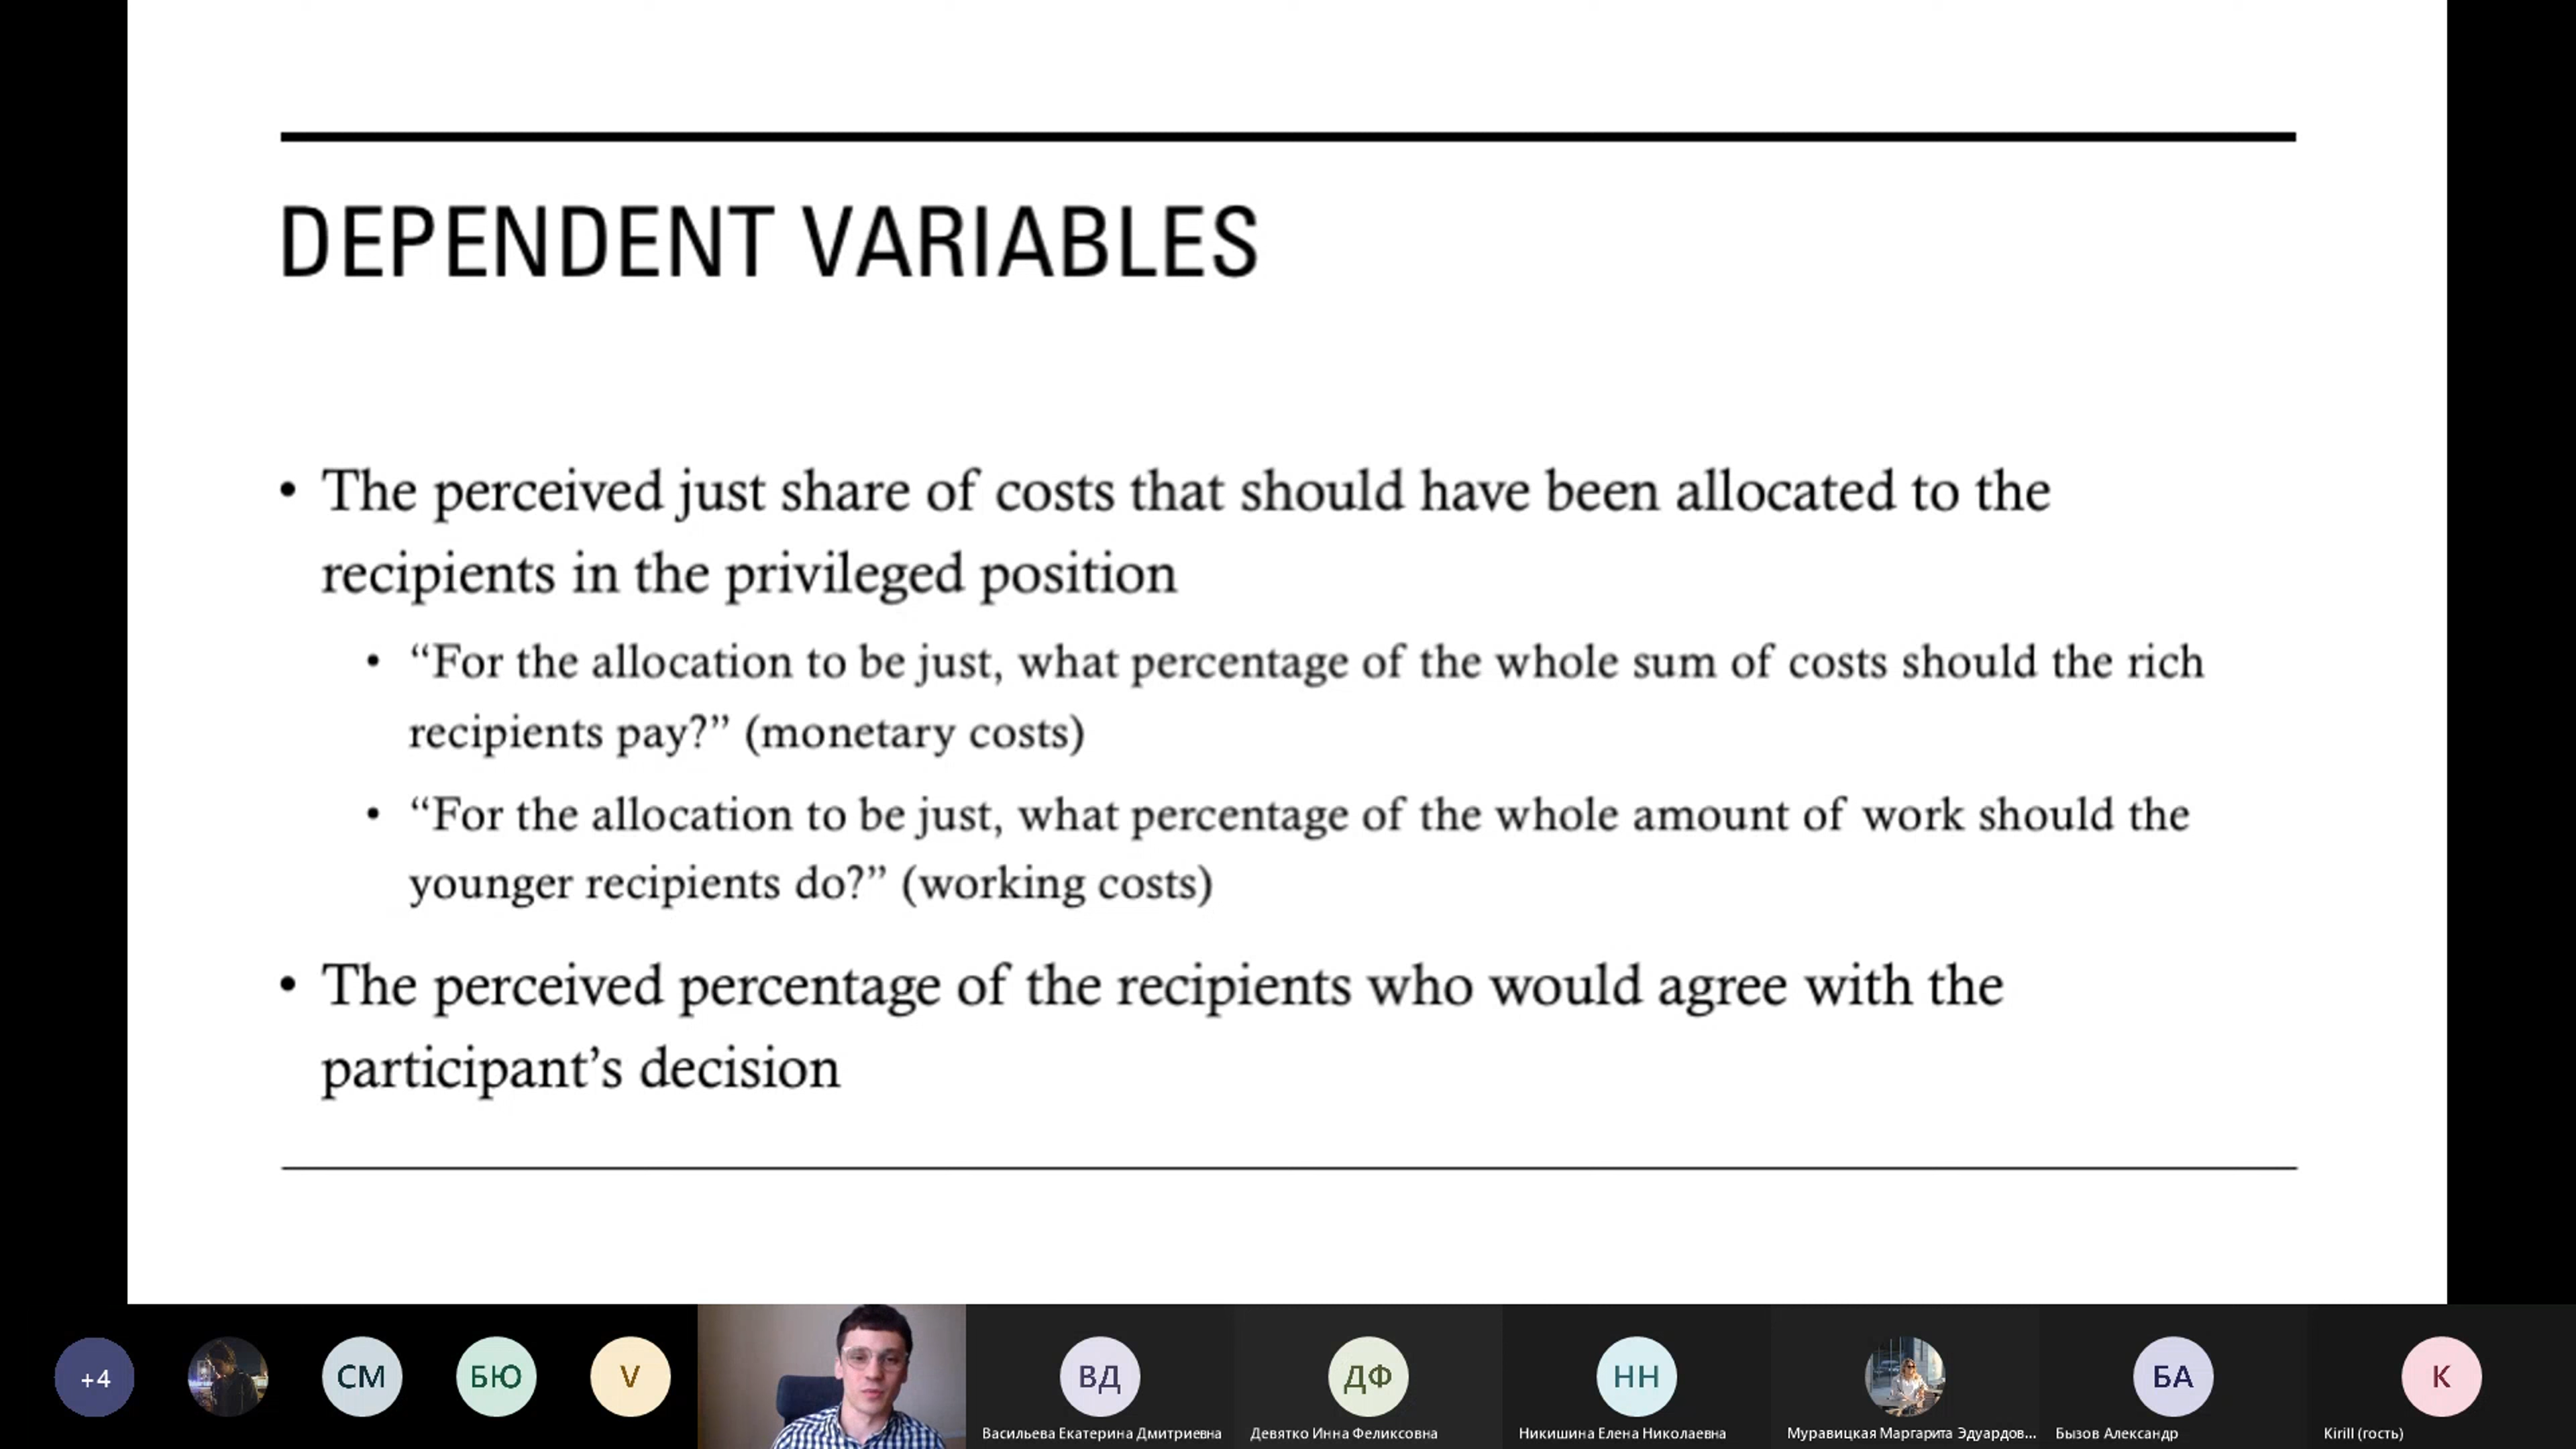 DEPENDENT VARIABLES
• The perceived just share of costs that should have been allocated to the
recipients in the privileged position
• “For the allocation to be just, what percentage of the whole sum of costs should the rich
recipients pay?” (monetary costs)
• “For the allocation to be just, what percentage of the whole amount of work should the
younger recipients do?” (working costs)
• The perceived percentage of the recipients who would agree with the
participant’s decision
+4
СМ
БЮ
V
ВД
ДФ
НН
БА
К
Васильева Екатерина Дмитриевна
Девятко Инна Феликсовна
Никишина Елена Николаевна
Муравицкая Маргарита Эдуардов...
Бызов Александр
Kirill (гость)